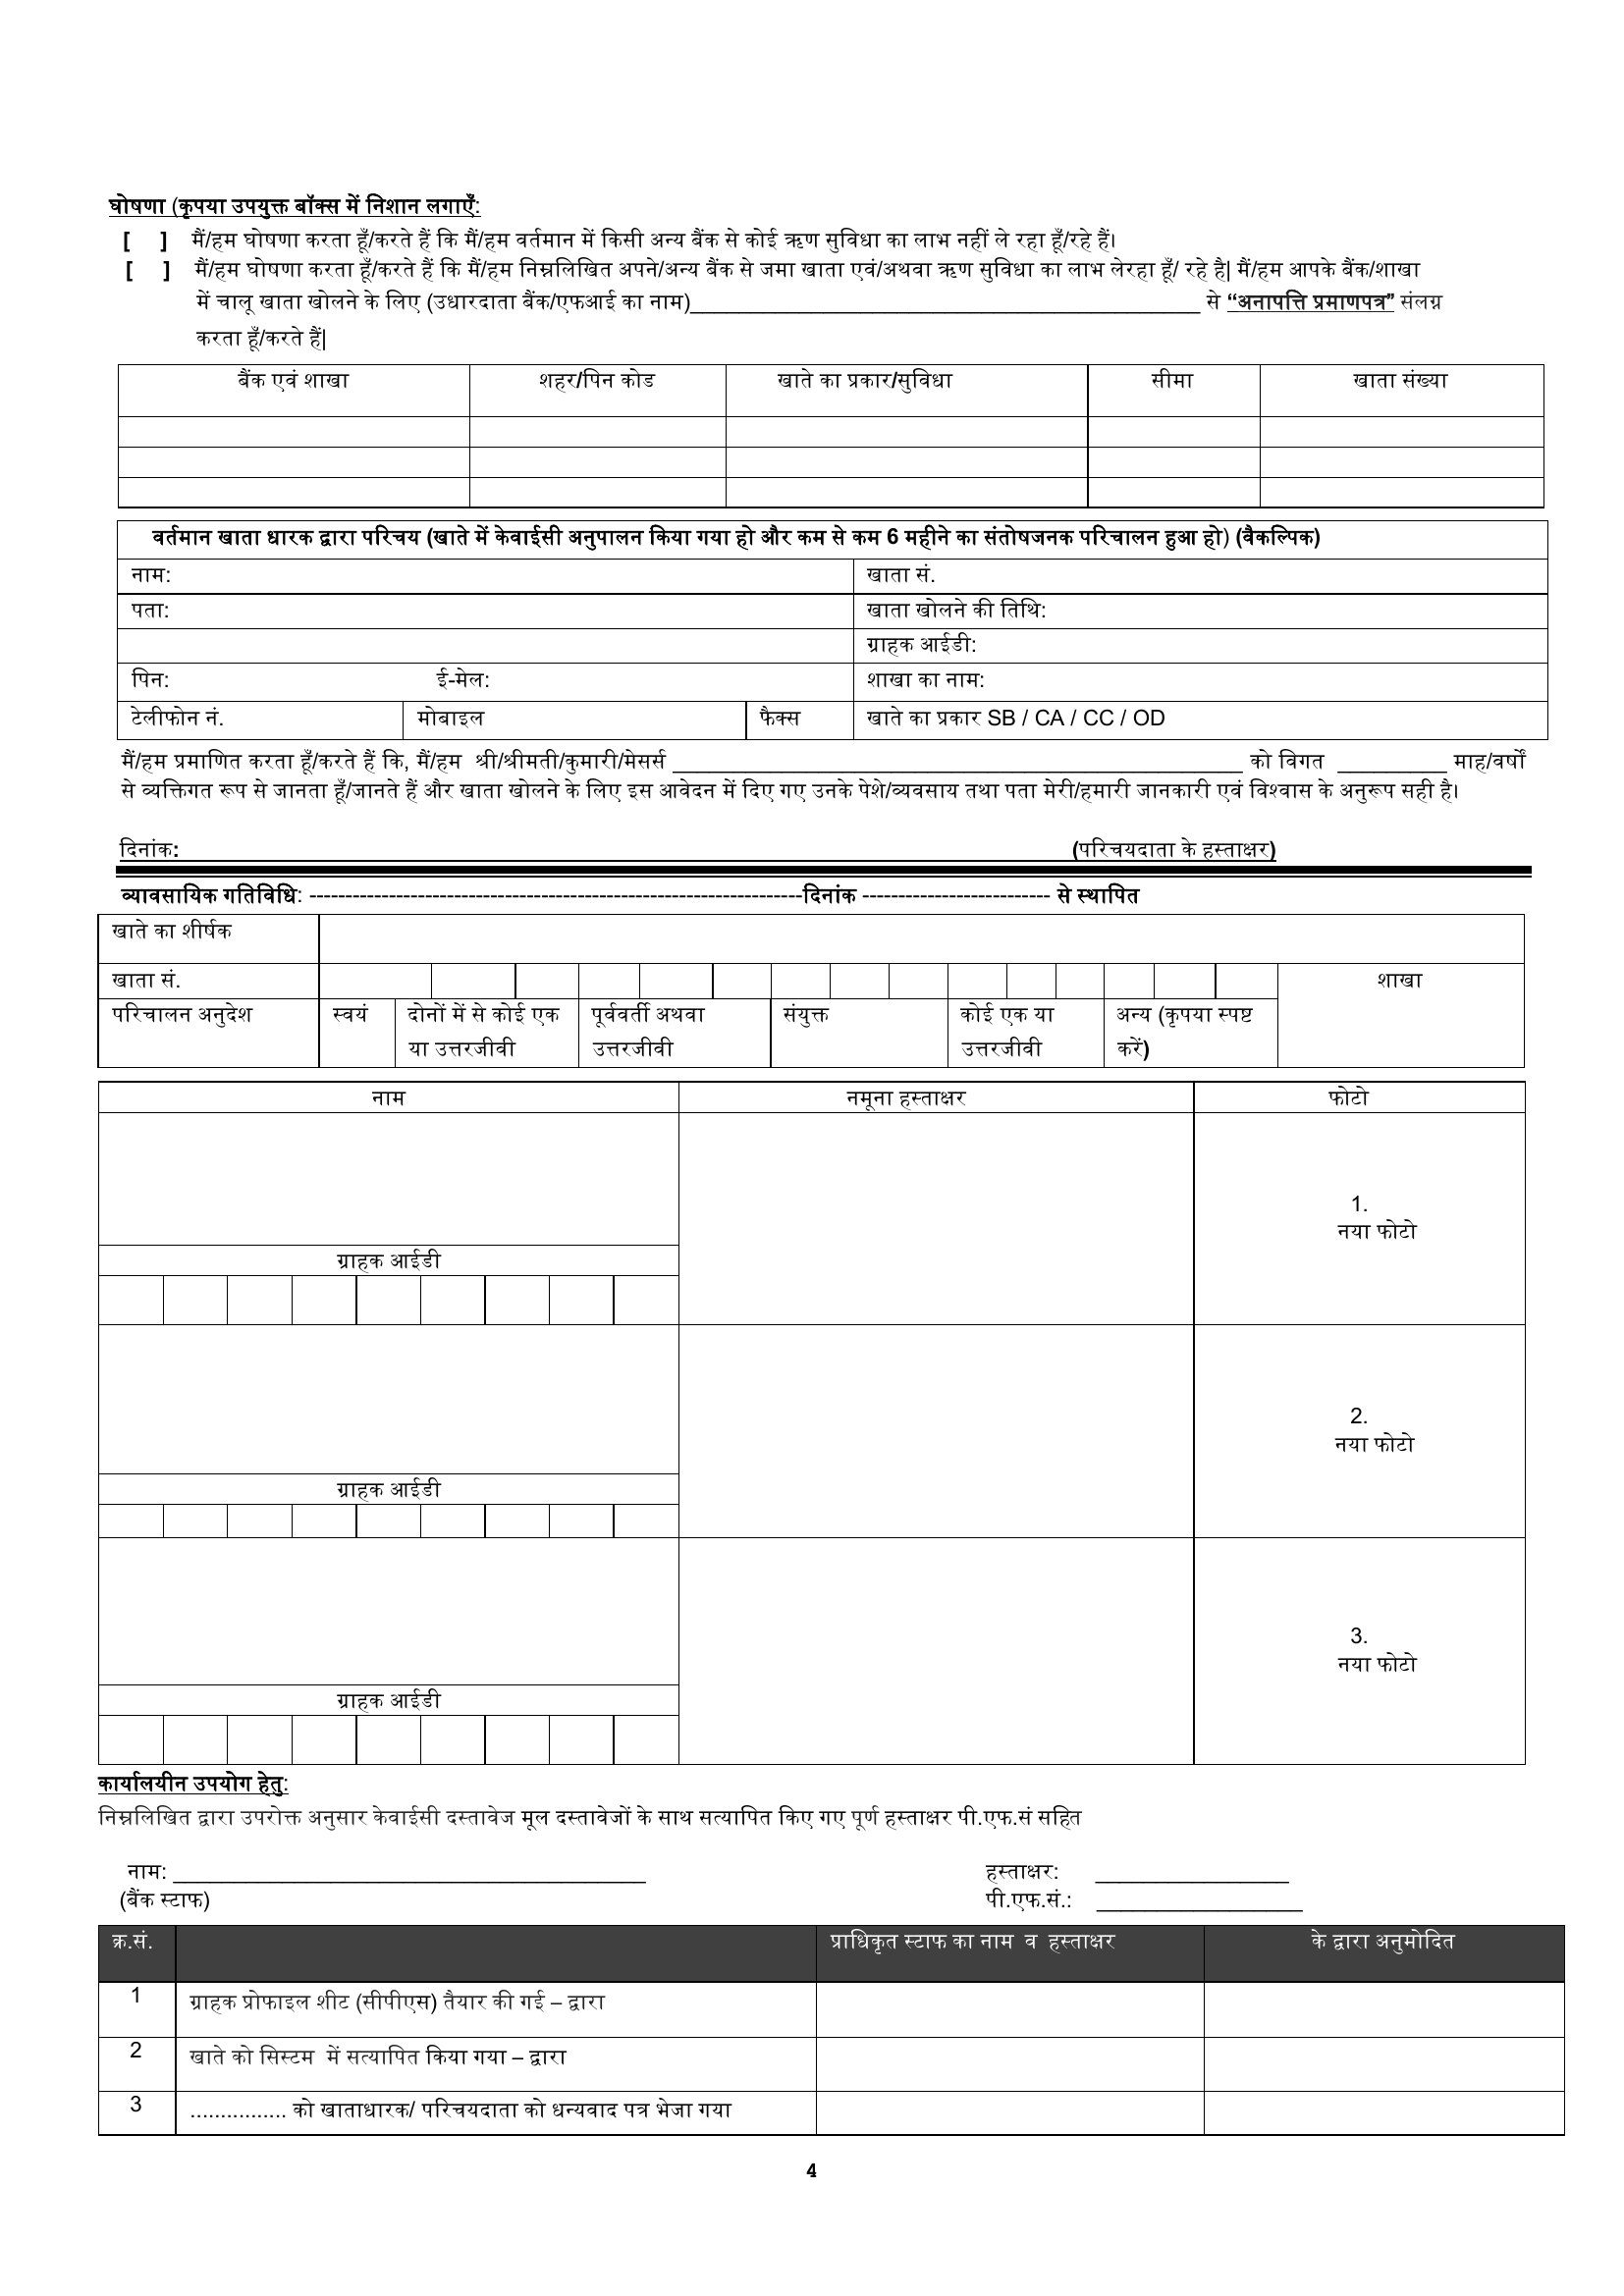 घोषणा (कृपया उपयुक्त बॉक्स में निशान लगाएँ:
[ ] मैं/हम घोषणा करता हूँ/करते हैं कि मैं/हम वर्तमान में किसी अन्य बैंक से कोई ऋण सुविधा का लाभ नहीं ले रहा हूँ/रहे हैं।
[ ] मैं/हम घोषणा करता हूँ/करते हैं कि मैं/हम निम्नलिखित अपने/अन्य बैंक से जमा खाता एवं/अथवा ऋण सुविधा का लाभ लेरहा हूँ/ रहे है| मैं/हम आपके बैंक/शाखा
में चालू खाता खोलने के लिए (उधारदाता बैंक/एफआई का नाम)__________________________________________ से “अनापत्ति प्रमाणपत्र” संलग्न
करता हूँ/करते हैं|
बैंक एवं शाखा शहर/पिन कोड खाते का प्रकार/सुविधा सीमा खाता संख्या
वर्तमान खाता धारक द्वारा परिचय (खाते में केवाईसी अनुपालन किया गया हो और कम से कम 6 महीने का संतोषजनक परिचालन हुआ हो) (वैकल्पिक)
नाम: खाता सं.
पता: खाता खोलने की तिथि:
ग्राहक आईडी:
पिन: ई-मेल: शाखा का नाम:
टेलीफोन नं. मोबाइल फैक्स खाते का प्रकार SB / CA / CC / OD
मैं/हम प्रमाणित करता हूँ/करते हैं कि, मैं/हम श्री/श्रीमती/कुमारी/मेसर्स _______________________________________________ को विगत _________ माह/वर्षों
से व्यक्तिगत रूप से जानता हूँ/जानते हैं और खाता खोलने के लिए इस आवेदन में दिए गए उनके पेशे/व्यवसाय तथा पता मेरी/हमारी जानकारी एवं विश्वास के अनुरूप सही है।
दिनांक: (परिचयदाता के हस्ताक्षर)
व्यावसायिक गतिविधि: --------------------------------------------------------------------दिनांक -------------------------- से स्थापित
खाते का शीर्षक
खाता सं. शाखा
परिचालन अनुदेश स्वयं दोनों में से कोई एक पूर्ववर्ती अथवा संयुक्त कोई एक या अन्य (कृपया स्पष्ट
या उत्तरजीवी उत्तरजीवी उत्तरजीवी करें)
नाम नमूना हस्ताक्षर फोटो
1.
नया फोटो
ग्राहक आईडी
2.
नया फोटो
ग्राहक आईडी
3.
नया फोटो
ग्राहक आईडी
कार्यालयीन उपयोग हेतु:
निम्नलिखित द्वारा उपरोक्त अनुसार केवाईसी दस्तावेज मूल दस्तावेजों के साथ सत्यापित किए गए पूर्ण हस्ताक्षर पी.एफ.सं सहित
नाम: _______________________________________ हस्ताक्षर: ________________
(बैंक स्टाफ) पी.एफ.सं.: _________________
क्र.सं. प्राधिकृत स्टाफ का नाम व हस्ताक्षर के द्वारा अनुमोदित
1 ग्राहक प्रोफाइल शीट (सीपीएस) तैयार की गई – द्वारा
2 खाते को सिस्टम में सत्यापित किया गया – द्वारा
3 ................ को खाताधारक/ परिचयदाता को धन्यवाद पत्र भेजा गया
4